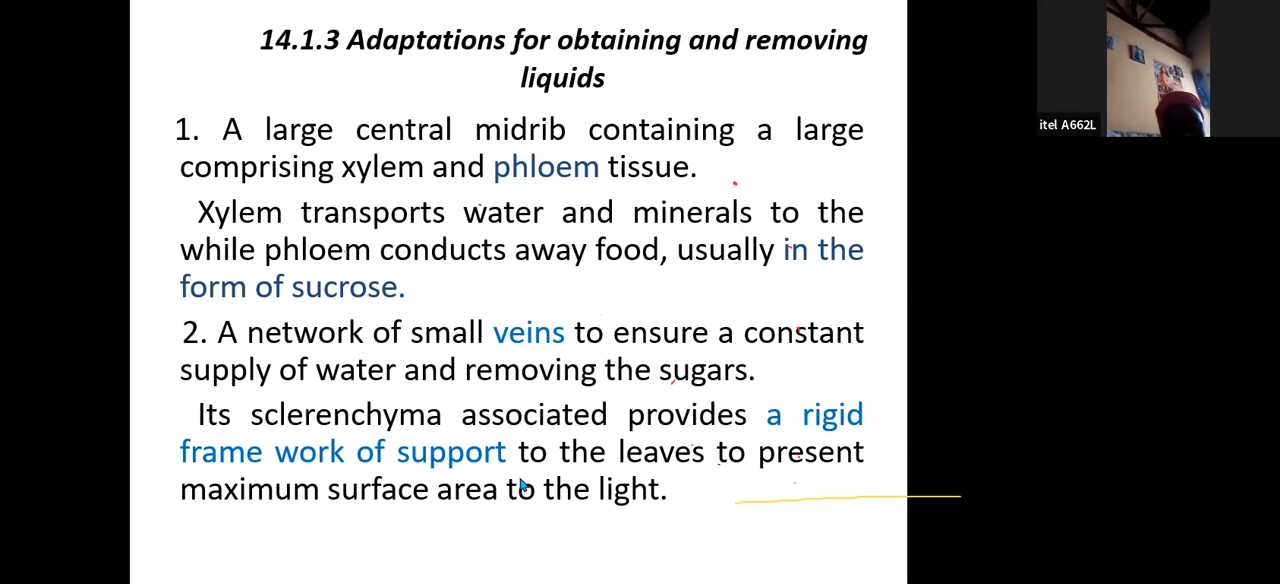 14.1.3 Adaptations for obtaining and removing
liquids
1. A large central midrib containing a large
comprising xylem and phloem tissue.
Xylem transports water and minerals to the
while phloem conducts away food, usually in the
form of sucrose.
2. A network of small veins to ensure a constant
supply of water and removing the sugars.
Its sclerenchyma associated provides a rigid
frame work of support to the leaves to present
maximum surface area to the light.
itel A662L